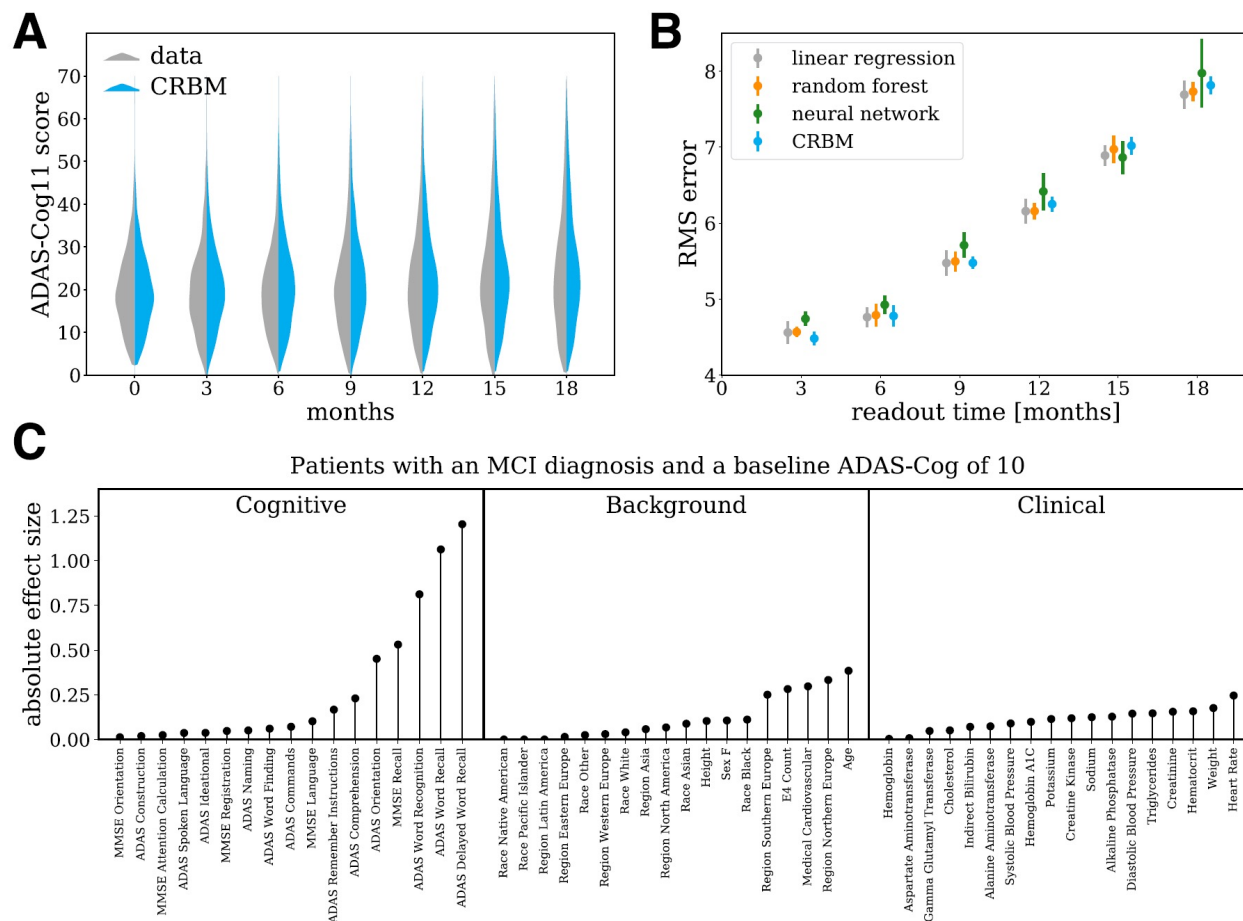 A
data
CRBM
ADAS-Cog11 score
70
60
50
40
30
20
10
0
0 3 6 9 12 15 18
months
B
linear regression
random forest
neural network
CRBM
RMS error
8
7
6
5
4
0 3 6 9 12 15 18
readout time [months]
C
Patients with an MCI diagnosis and a baseline ADAS-Cog of 10
absolute effect size
1.25
1.00
0.75
0.50
0.25
0.00
Cognitive
MMSE Orientation
ADAS Construction
MMSE Attention Calculation
ADAS Spoken Language
ADAS Ideational
MMSE Registration
ADAS Naming
ADAS Word Finding
ADAS Commands
MMSE Language
ADAS Remember Instructions
ADAS Comprehension
ADAS Orientation
MMSE Recall
ADAS Word Recognition
ADAS Word Recall
ADAS Delayed Word Recall
Background
Race Native American
Race Pacific Islander
Region Latin America
Region Eastern Europe
Race Other
Region Western Europe
Race White
Region Asia
Region North America
Race Asian
Height
Sex F
Race Black
Region Southern Europe
E4 Count
Medical Cardiovascular
Region Northern Europe
Age
Clinical
Hemoglobin
Aspartate Aminotransferase
Gamma Glutamyl Transferase
Cholesterol
Indirect Bilirubin
Alanine Aminotransferase
Systolic Blood Pressure
Hemoglobin A1C
Potassium
Creatine Kinase
Sodium
Alkaline Phosphatase
Diastolic Blood Pressure
Triglycerides
Creatinine
Hematocrit
Weight
Heart Rate